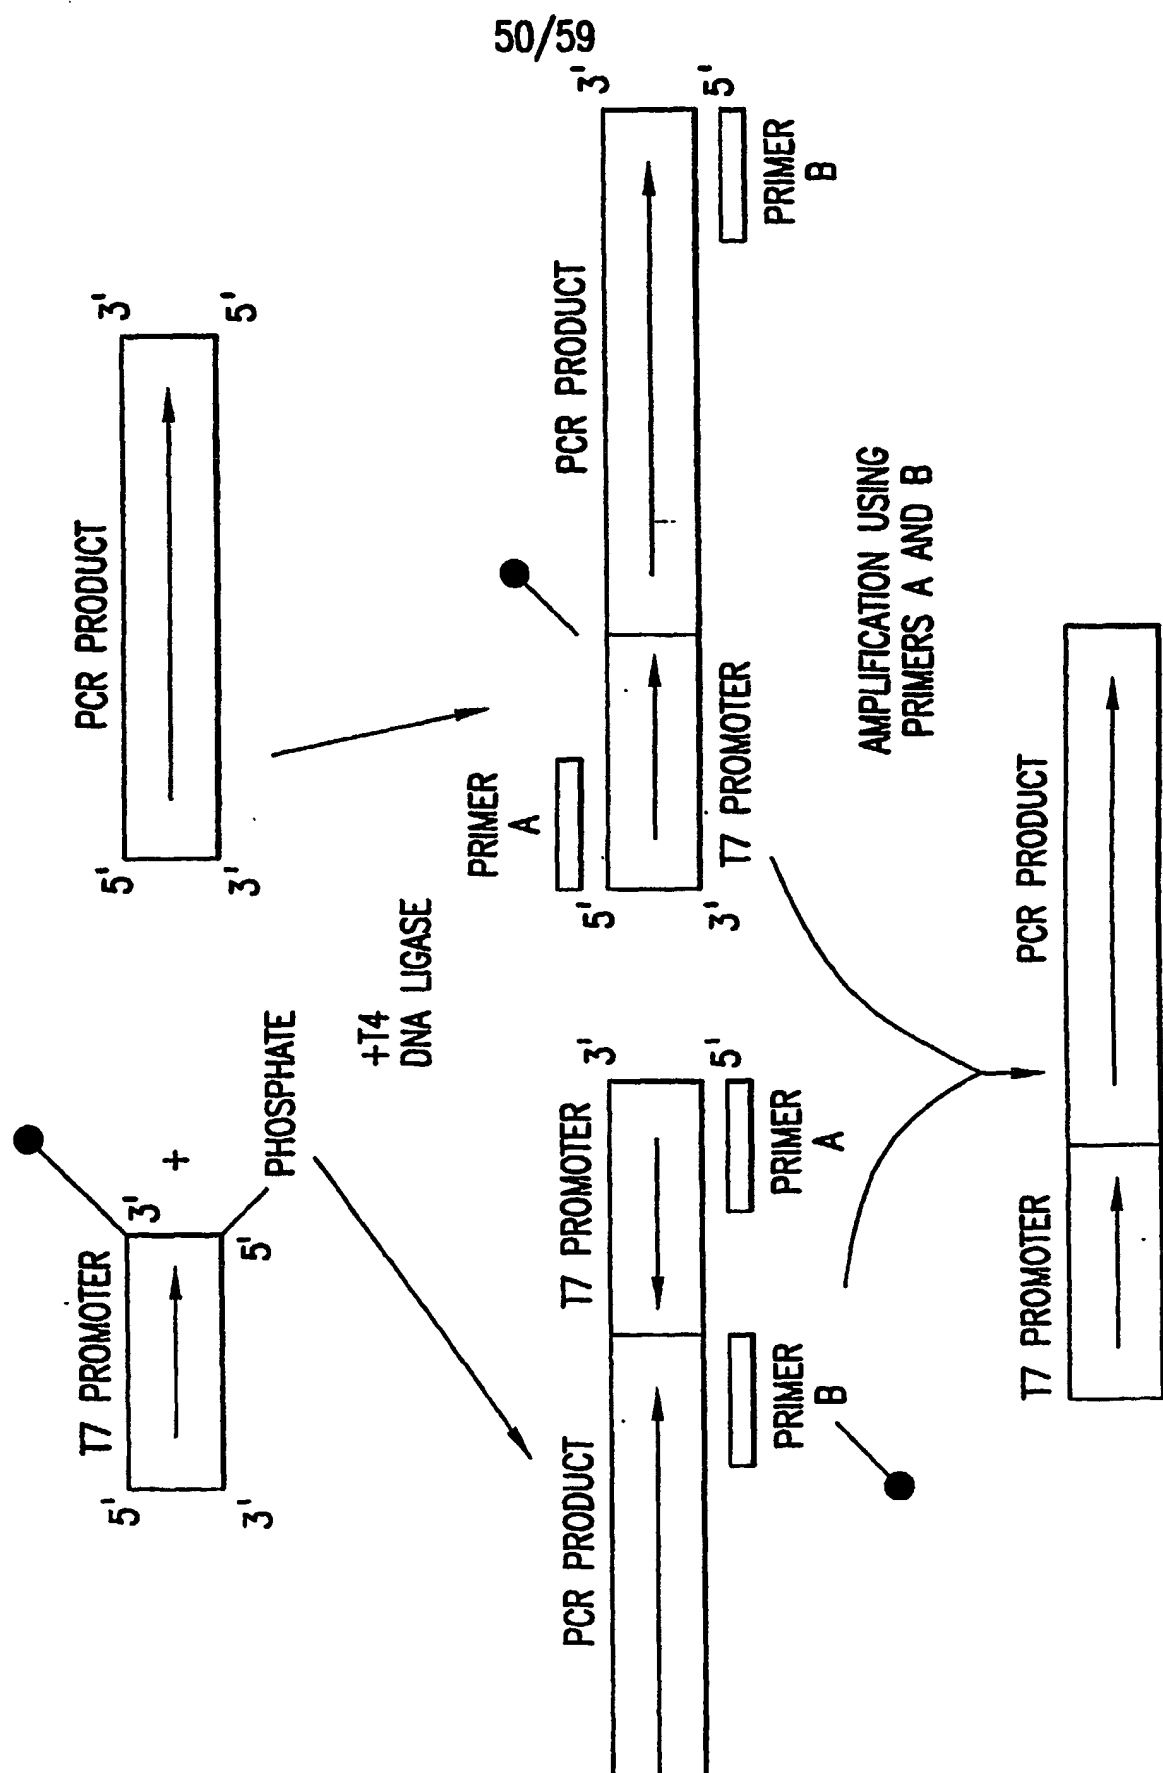 50/59
T7 PROMOTER
5'
3'
3'
5'
+
PHOSPHATE
PCR PRODUCT
5'
3'
3'
5'
+T4
DNA LIGASE
PCR PRODUCT
T7 PROMOTER
3'
5'
PRIMER
B
PRIMER
A
PRIMER
A
PCR PRODUCT
5'
3'
3'
5'
T7 PROMOTER
PRIMER
B
AMPLIFICATION USING
PRIMERS A AND B
T7 PROMOTER
PCR PRODUCT